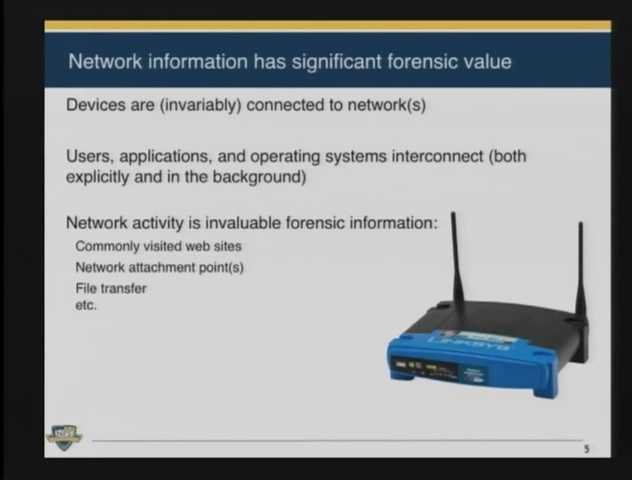 Network information has significant forensic value
Devices are (invariably) connected to network(s)
Users, applications, and operating systems interconnect (both
explicitly and in the background)
Network activity is invaluable forensic information:
Commonly visited web sites
Network attachment point(s)
File transfer
etc.
LINKSYS
5